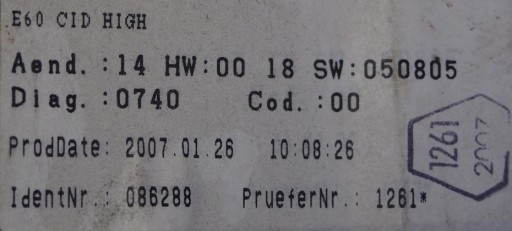 E60 CID HIGH
Aend.:14 HW:00 18 SW:050805
Diag.:0740 Cod.:00
ProdDate: 2007.01.26 10:08:26
IdentNr.: 086288 PrueferNr.: 1261*
1261
2007